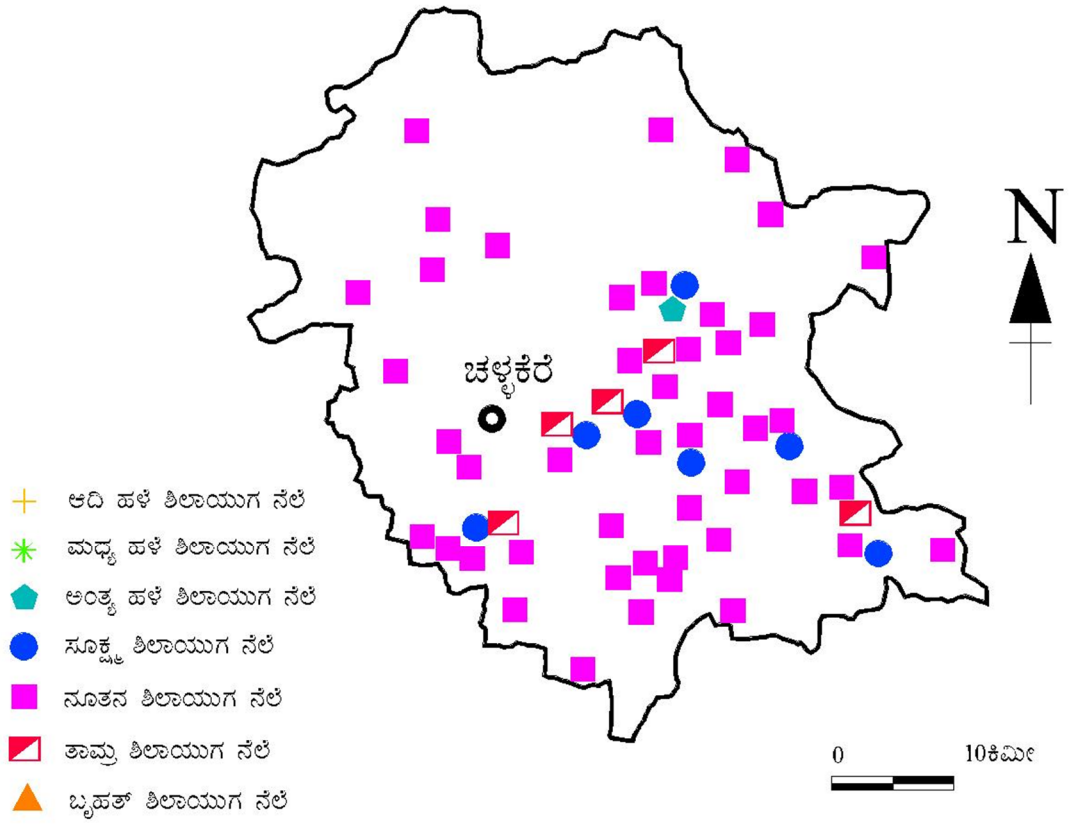 N
ಚಳ್ಳಕೆರೆ
ಆದಿ ಹಳೆ ಶಿಲಾಯುಗ ನೆಲೆ
ಮಧ್ಯ ಹಳೆ ಶಿಲಾಯುಗ ನೆಲೆ
ಅಂತ್ಯ ಹಳೆ ಶಿಲಾಯುಗ ನೆಲೆ
ಸೂಕ್ಷ್ಮ ಶಿಲಾಯುಗ ನೆಲೆ
ನೂತನ ಶಿಲಾಯುಗ ನೆಲೆ
ತಾಮ್ರ ಶಿಲಾಯುಗ ನೆಲೆ
ಬೃಹತ್ ಶಿಲಾಯುಗ ನೆಲೆ
0 10ಕಿಮೀ